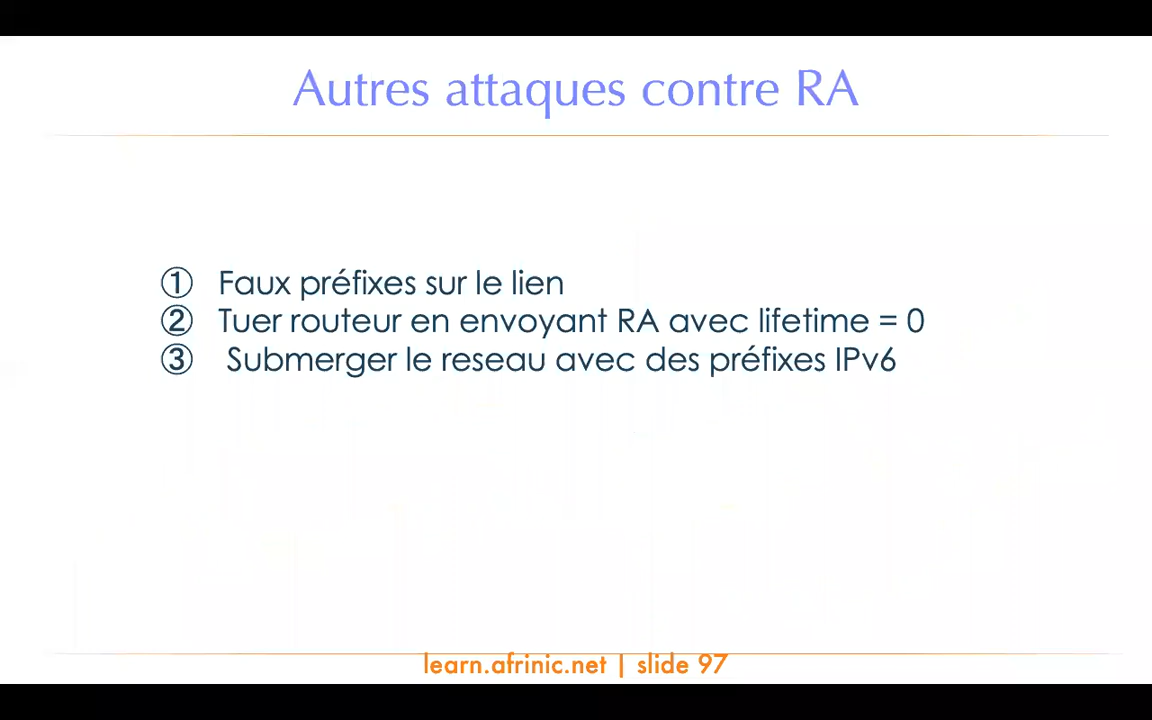 Autres attaques contre RA
① Faux préfixes sur le lien
② Tuer routeur en envoyant RA avec lifetime = 0
③ Submerger le reseau avec des préfixes IPv6
learn.afrinic.net | slide 97